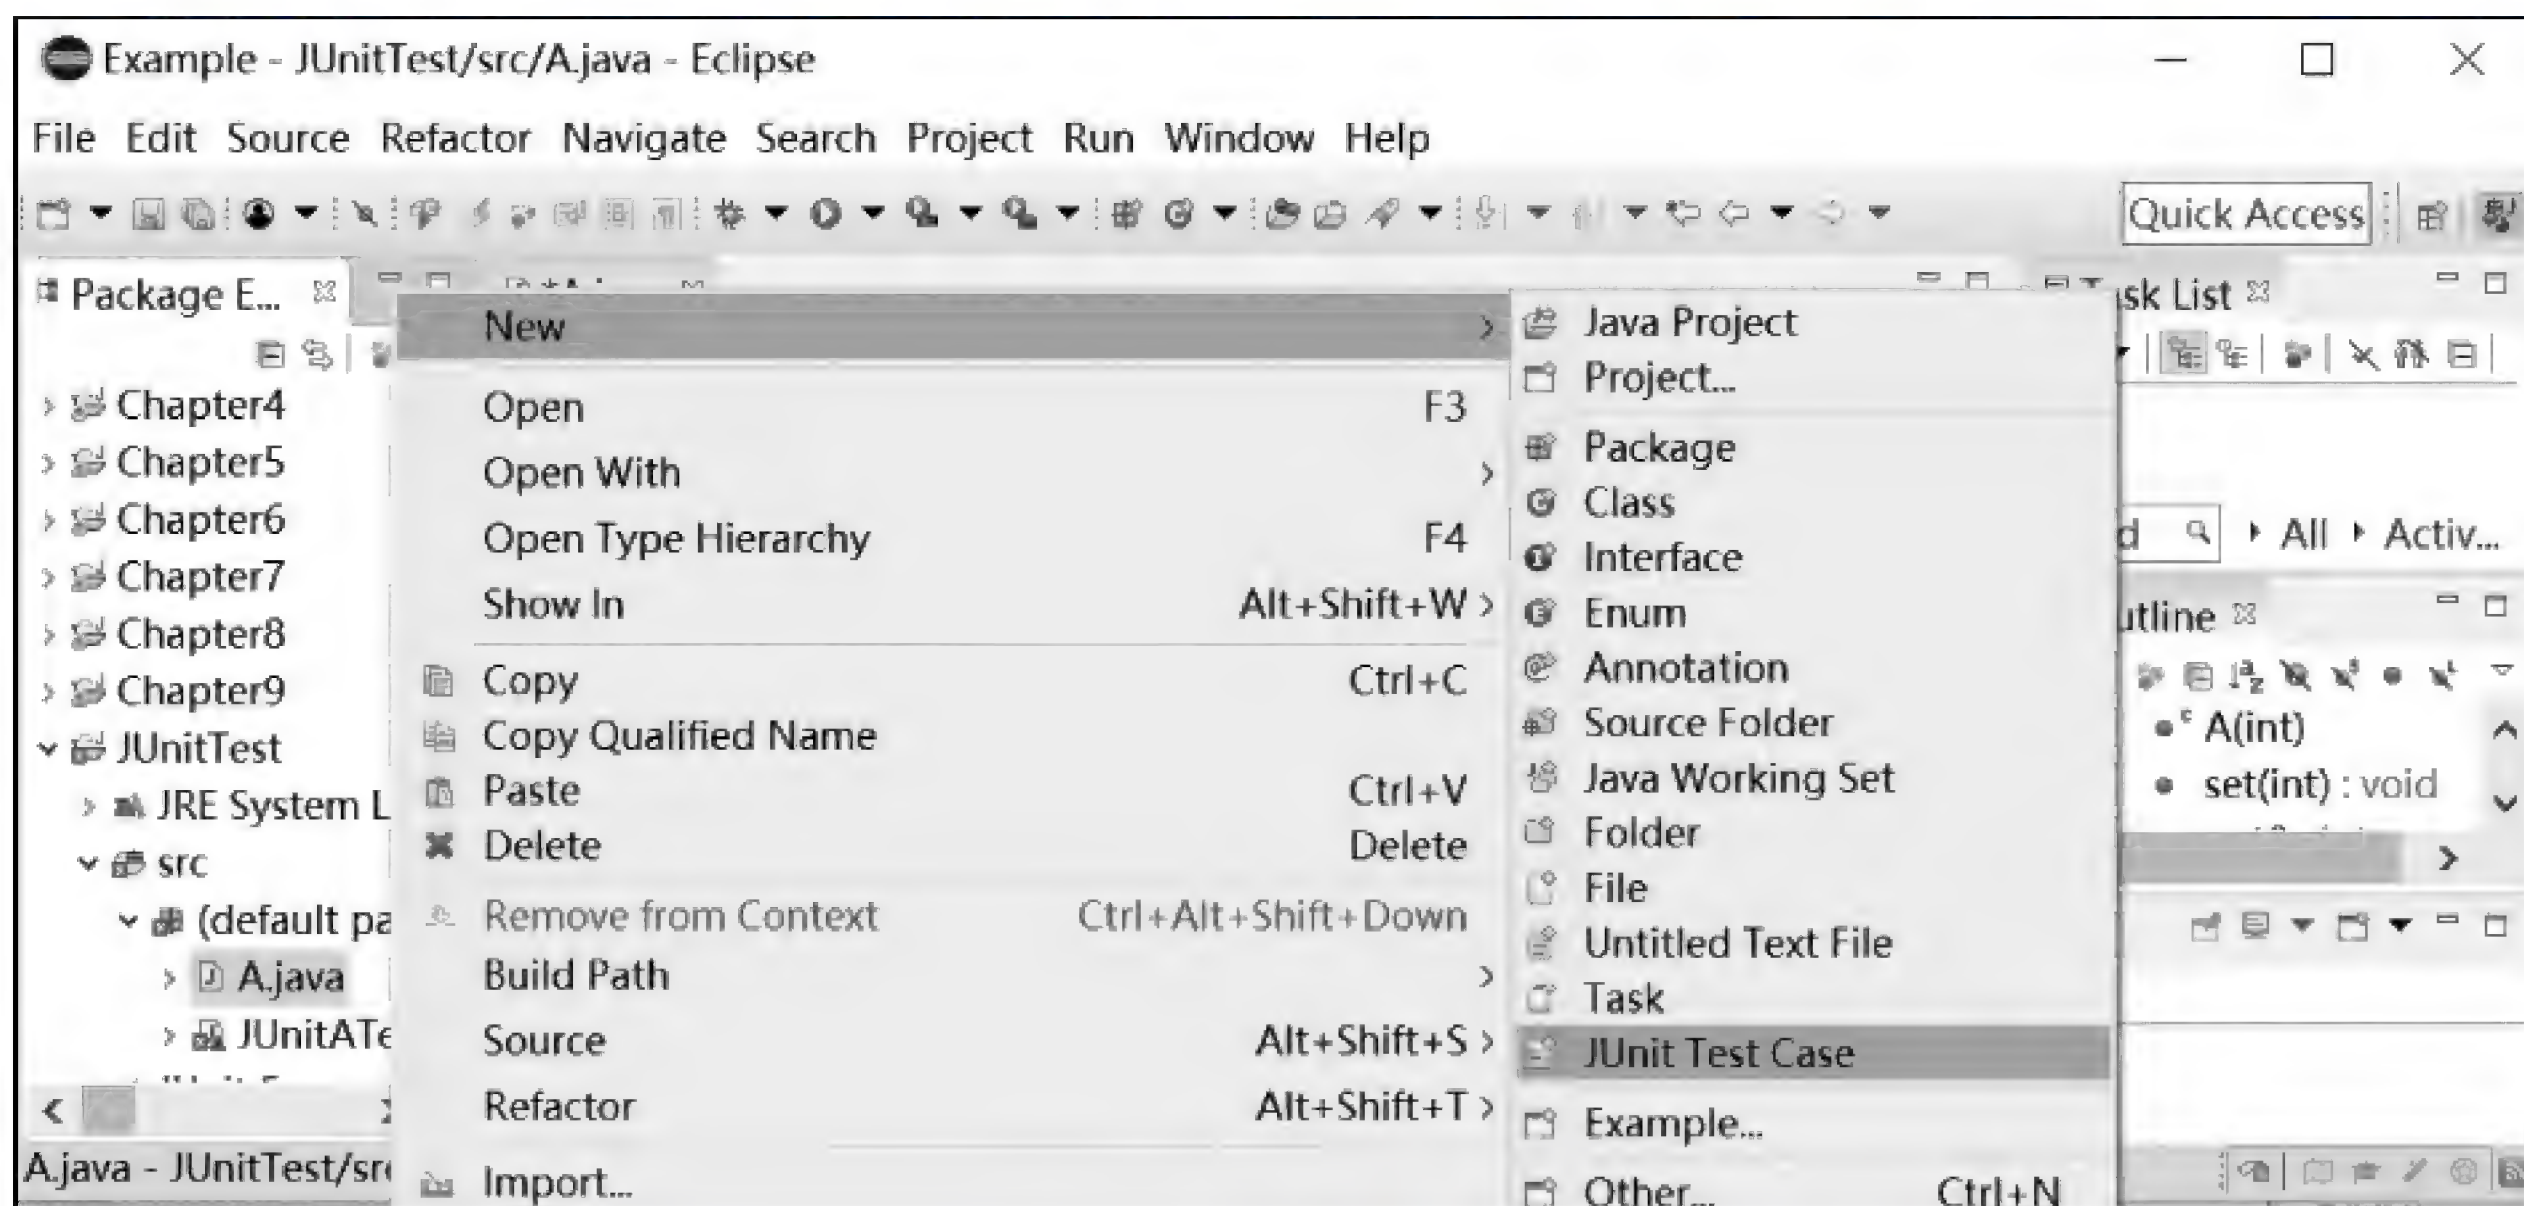 Example - JUnitTest/src/A.java - Eclipse
File Edit Source Refactor Navigate Search Project Run Window Help
Quick Access
Package E...
Chapter4
Chapter5
Chapter6
Chapter7
Chapter8
Chapter9
JUnitTest
JRE System L
src
(default pa
A.java
JUnitATe
A.java - JUnitTest/sr
New
Open F3
Open With
Open Type Hierarchy F4
Show In Alt+Shift+W
Copy Ctrl+C
Copy Qualified Name
Paste Ctrl+V
Delete Delete
Remove from Context Ctrl+Alt+Shift+Down
Build Path
Source Alt+Shift+S
Refactor Alt+Shift+T
Import...
Java Project
Project...
Package
Class
Interface
Enum
Annotation
Source Folder
Java Working Set
Folder
File
Untitled Text File
Task
JUnit Test Case
Example...
Other... Ctrl+N
sk List
d All Activ...
utline
A(int)
set(int) : void